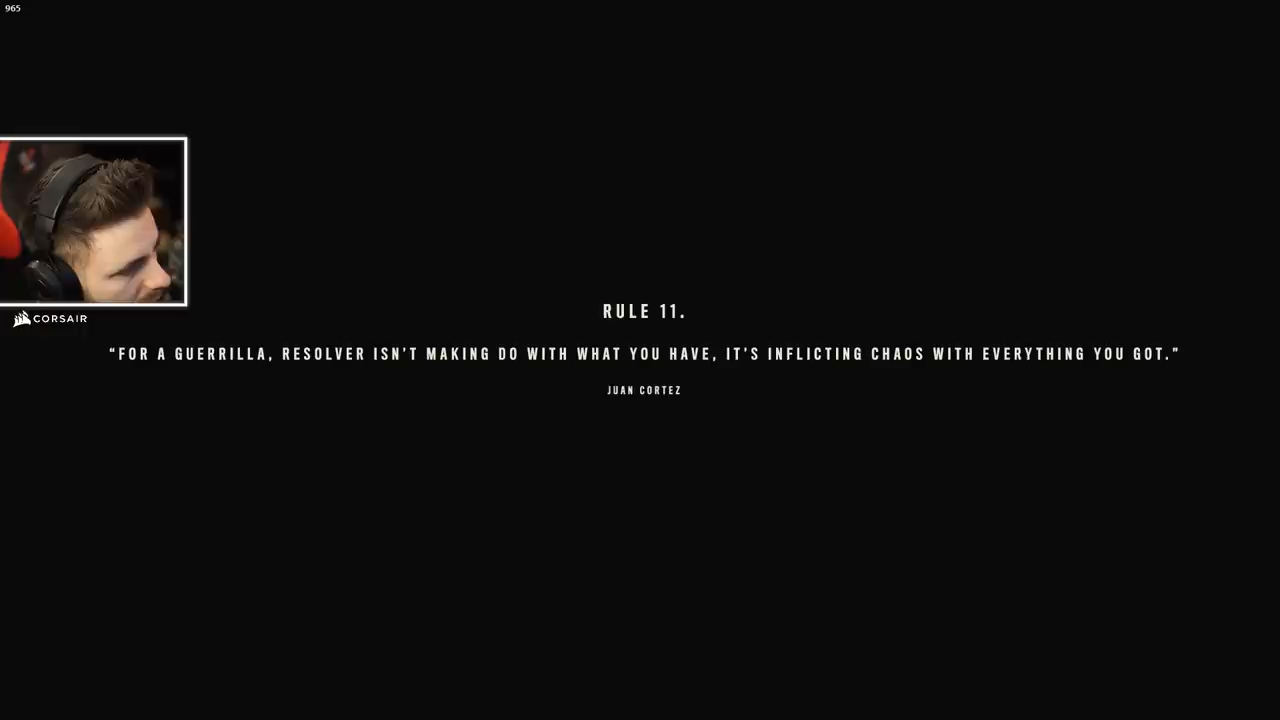 965
CORSAIR
RULE 11.
“FOR A GUERRILLA, RESOLVER ISN’T MAKING DO WITH WHAT YOU HAVE, IT’S INFLICTING CHAOS WITH EVERYTHING YOU GOT.”
JUAN CORTEZ